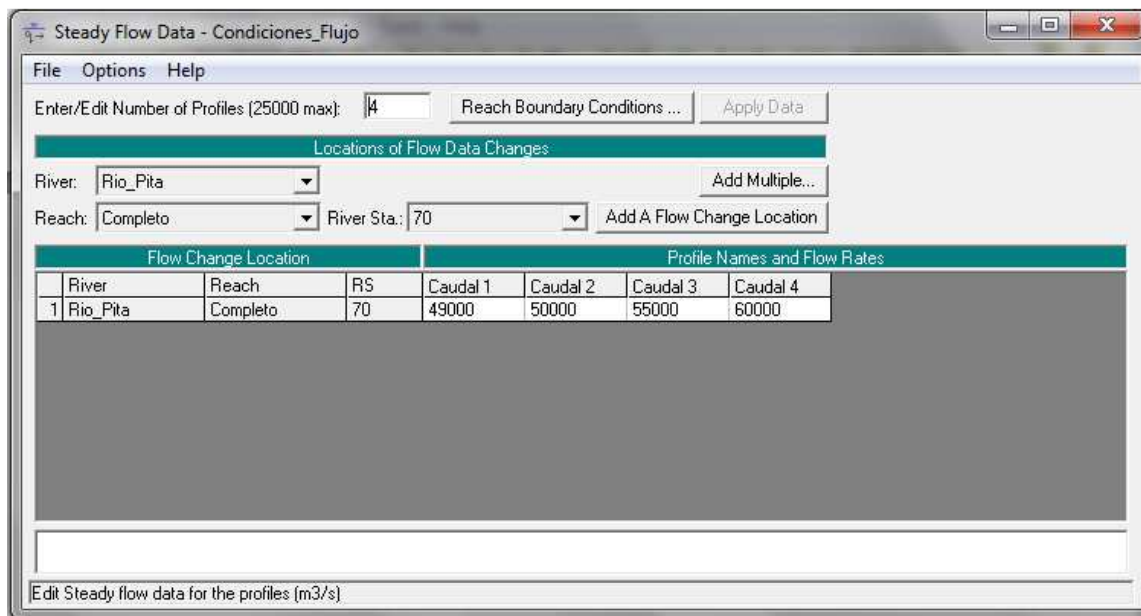 Steady Flow Data - Condiciones_Flujo
File Options Help
Enter/Edit Number of Profiles (25000 max): 4 Reach Boundary Conditions ... Apply Data
Locations of Flow Data Changes
River: Rio_Pita Add Multiple...
Reach: Completo River Sta.: 70 Add A Flow Change Location
Flow Change Location Profile Names and Flow Rates
River Reach RS Caudal 1 Caudal 2 Caudal 3 Caudal 4
1 Rio_Pita Completo 70 49000 50000 55000 60000
Edit Steady flow data for the profiles (m3/s)